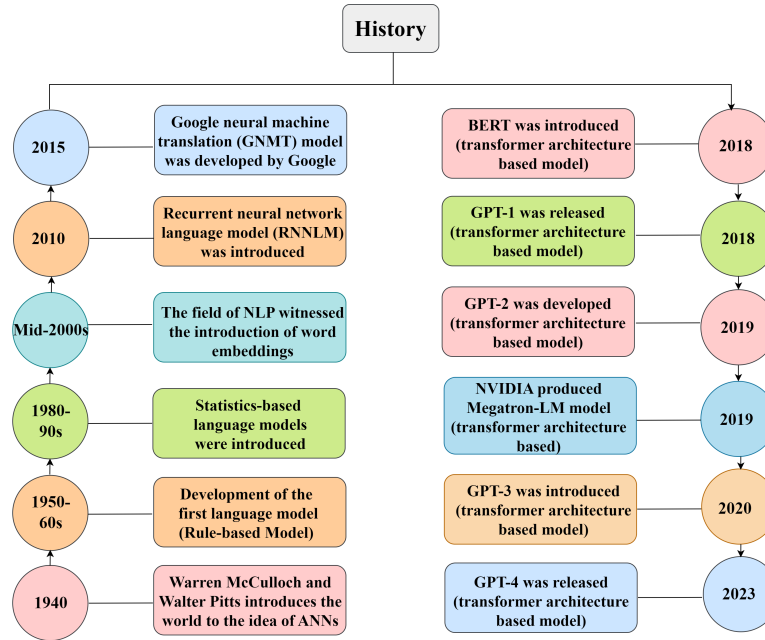 History
2015
Google neural machine
translation (GNMT) model
was developed by Google
2010
Recurrent neural network
language model (RNNLM)
was introduced
Mid-2000s
The field of NLP witnessed
the introduction of word
embeddings
1980-
90s
Statistics-based
language models
were introduced
1950-
60s
Development of the
first language model
(Rule-based Model)
1940
Warren McCulloch and
Walter Pitts introduces the
world to the idea of ANNs
BERT was introduced
(transformer architecture
based model)
2018
GPT-1 was released
(transformer architecture
based model)
2018
GPT-2 was developed
(transformer architecture
based model)
2019
NVIDIA produced
Megatron-LM model
(transformer architecture
based)
2019
GPT-3 was introduced
(transformer architecture
based model)
2020
GPT-4 was released
(transformer architecture
based model)
2023